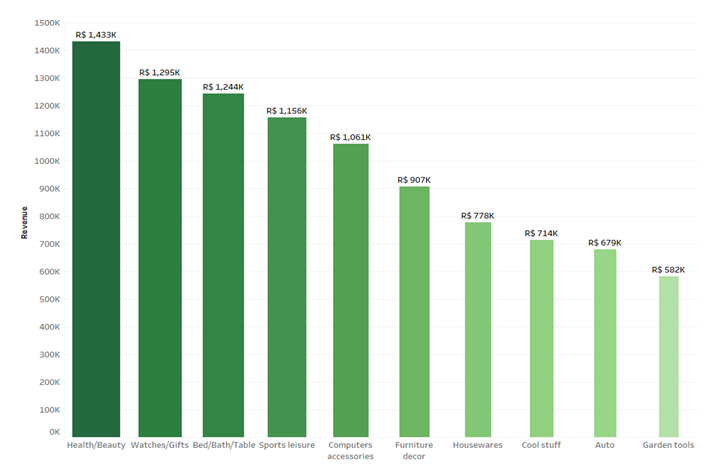 1500K
1400K
1300K
1200K
1100K
1000K
900K
800K
700K
600K
500K
400K
300K
200K
100K
0K
Revenue
R$ 1,433K
R$ 1,295K
R$ 1,244K
R$ 1,156K
R$ 1,061K
R$ 907K
R$ 778K
R$ 714K
R$ 679K
R$ 582K
Health/Beauty
Watches/Gifts
Bed/Bath/Table
Sports leisure
Computers
accessories
Furniture
decor
Housewares
Cool stuff
Auto
Garden tools